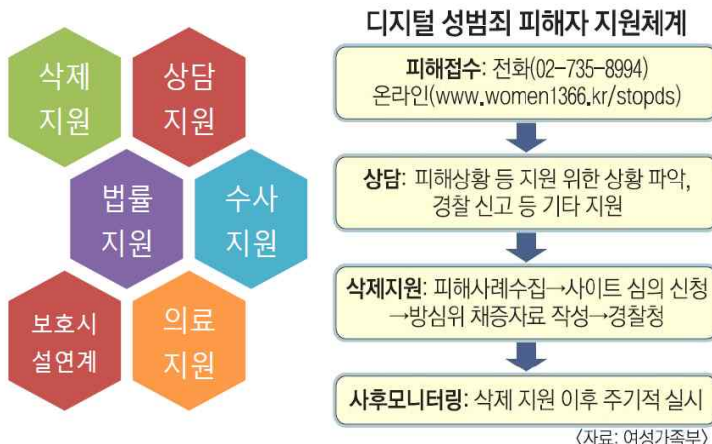 삭제
지원
상담
지원
법률
지원
수사
지원
보호시
설연계
의료
지원
디지털 성범죄 피해자 지원체계
피해접수: 전화(02-735-8994)
온라인(www.women1366.kr/stopds)
상담: 피해상황 등 지원 위한 상황 파악,
경찰 신고 등 기타 지원
삭제지원: 피해사례수집→사이트 심의 신청
→방심위 채증자료 작성→경찰청
사후모니터링: 삭제 지원 이후 주기적 실시
〈자료: 여성가족부〉